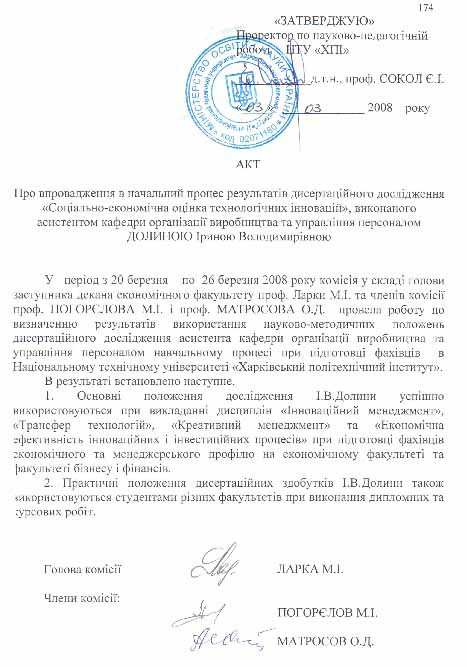 174
«ЗАТВЕРДЖУЮ»
Проректор по науково-педагогічній
роботі НТУ «ХПІ»
д.т.н., проф. СОКОЛ Є.І.
«03» 03 2008 року
МІНІСТЕРСТВО ОСВІТИ І НАУКИ УКРАЇНИ
код 02071180
АКТ
Про впровадження в начальний процес результатів дисертаційного дослідження
«Соціально-економічна оцінка технологічних інновацій», виконаного
асистентом кафедри організації виробництва та управління персоналом
ДОЛИНОЮ Іриною Володимирівною
У період з 20 березня по 26 березня 2008 року комісія у складі голови
заступника декана економічного факультету проф. Ларки М.І. та членів комісії
проф. ПОГОРЄЛОВА М.І. і проф. МАТРОСОВА О.Д. провела роботу по
визначенню результатів використання науково-методичних положень
дисертаційного дослідження асистента кафедри організації виробництва та
управління персоналом навчальному процесі при підготовці фахівців в
Національному технічному університеті «Харківський політехнічний інститут».
В результаті встановлено наступне.
1. Основні положення дослідження І.В.Долини успішно
використовуються при викладанні дисциплін «Інноваційний менеджмент»,
«Трансфер технологій», «Креативний менеджмент» та «Економічна
ефективність інноваційних і інвестиційних процесів» при підготовці фахівців
економічного та менеджерського профілю на економічному факультеті та
факультеті бізнесу і фінансів.
2. Практичні положення дисертаційних здобутків І.В.Долини також
використовуються студентами різних факультетів при виконання дипломних та
курсових робіт.
Голова комісії ЛАРКА М.І.
Члени комісії:
ПОГОРЄЛОВ М.І.
МАТРОСОВ О.Д.